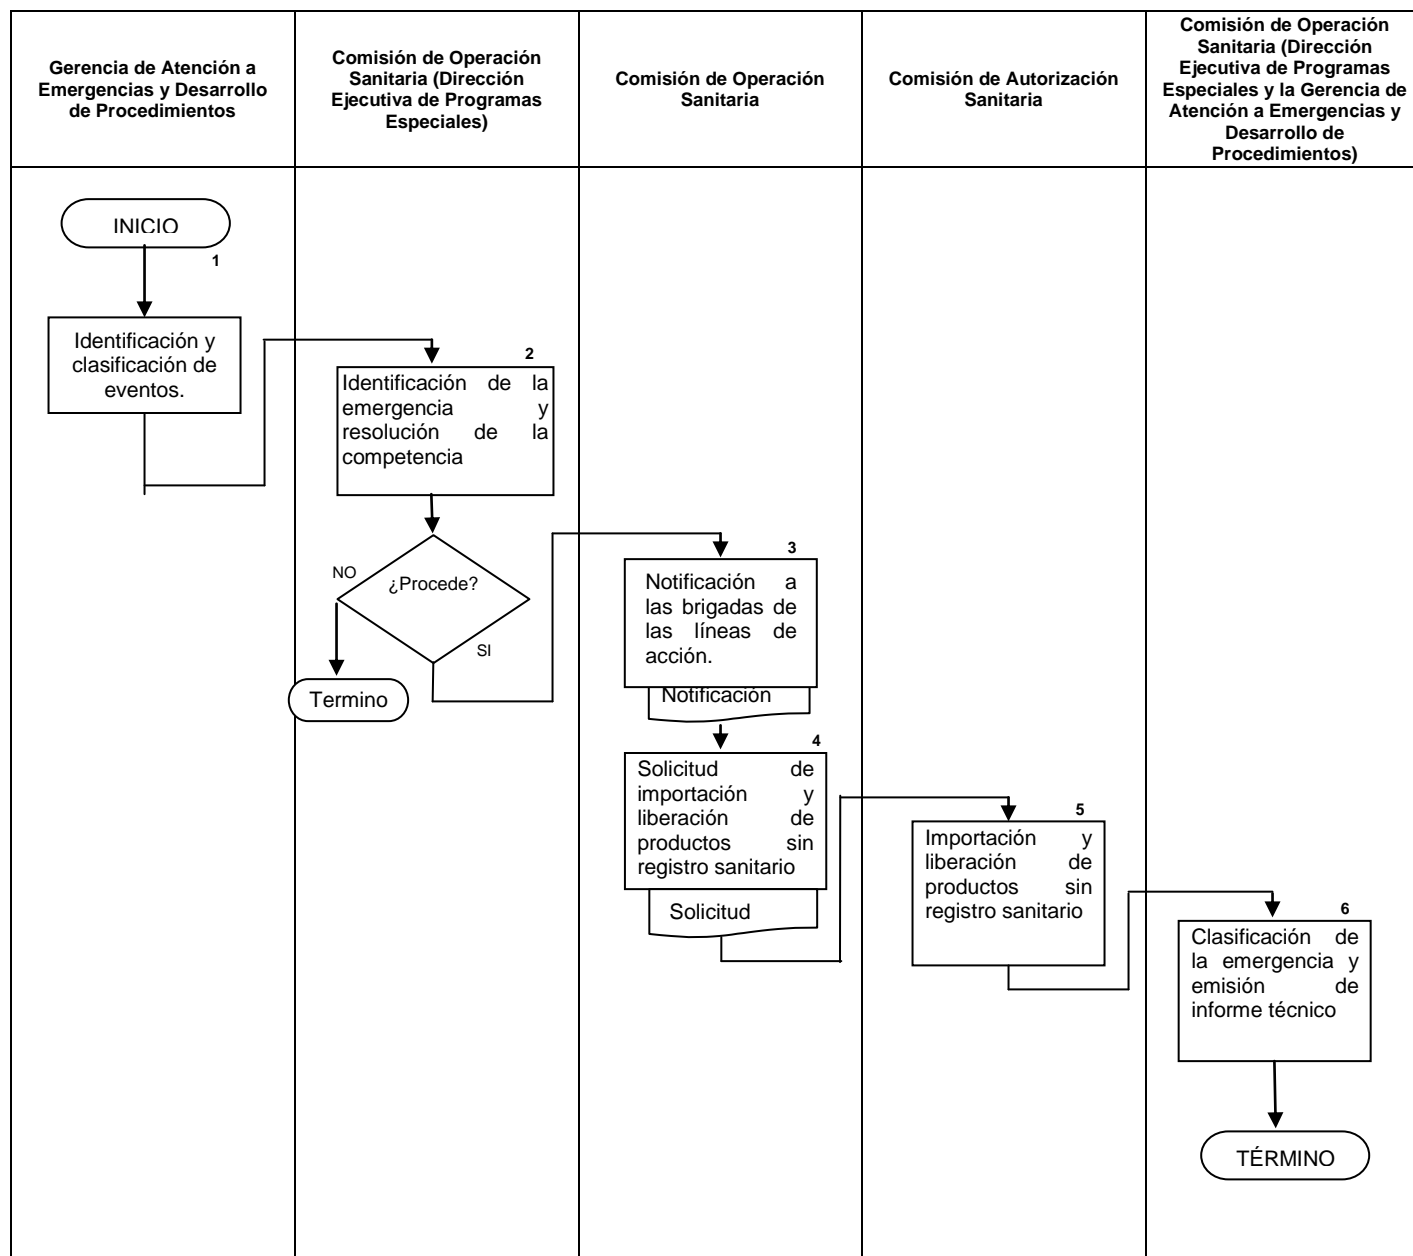 Gerencia de Atención a
Emergencias y Desarrollo
de Procedimientos
Comisión de Operación
Sanitaria (Dirección
Ejecutiva de Programas
Especiales)
Comisión de Operación
Sanitaria
Comisión de Autorización
Sanitaria
Comisión de Operación
Sanitaria (Dirección
Ejecutiva de Programas
Especiales y la Gerencia de
Atención a Emergencias y
Desarrollo de
Procedimientos)
INICIO
1
Identificación y
clasificación de
eventos.
2
Identificación de la
emergencia y
resolución de la
competencia
¿Procede?
NO
SI
Termino
3
Notificación a
las brigadas de
las líneas de
acción.
Notificación
4
Solicitud de
importación y
liberación de
productos sin
registro sanitario
Solicitud
5
Importación y
liberación de
productos sin
registro sanitario
6
Clasificación de
la emergencia y
emisión de
informe técnico
TÉRMINO